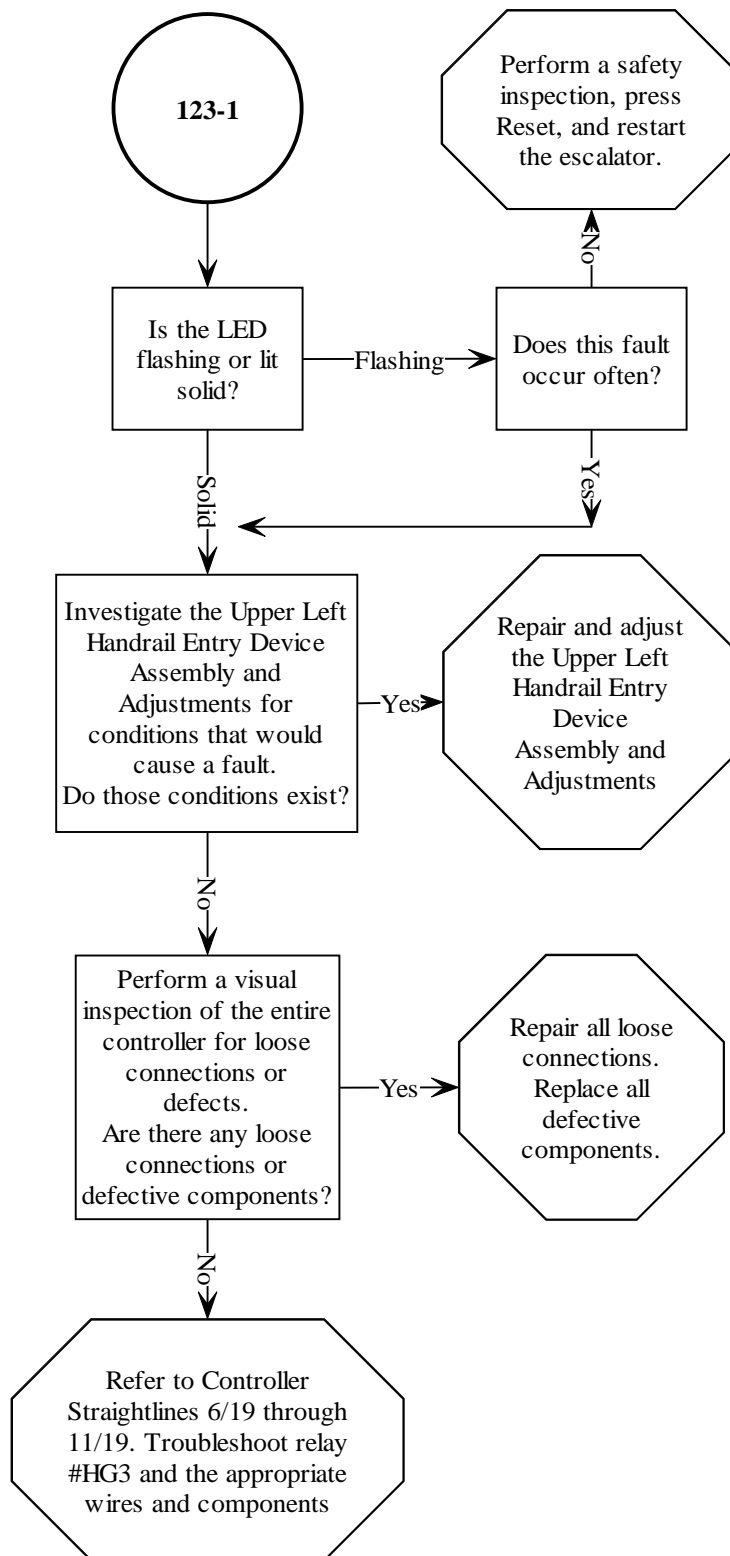 123-1
Perform a safety
inspection, press
Reset, and restart
the escalator.
No
Is the LED
flashing or lit
solid?
Flashing
Does this fault
occur often?
Solid
Yes
Investigate the Upper Left
Handrail Entry Device
Assembly and
Adjustments for
conditions that would
cause a fault.
Do those conditions exist?
Yes
Repair and adjust
the Upper Left
Handrail Entry
Device
Assembly and
Adjustments
No
Perform a visual
inspection of the entire
controller for loose
connections or
defects.
Are there any loose
connections or
defective components?
Yes
Repair all loose
connections.
Replace all
defective
components.
No
Refer to Controller
Straightlines 6/19 through
11/19. Troubleshoot relay
#HG3 and the appropriate
wires and components